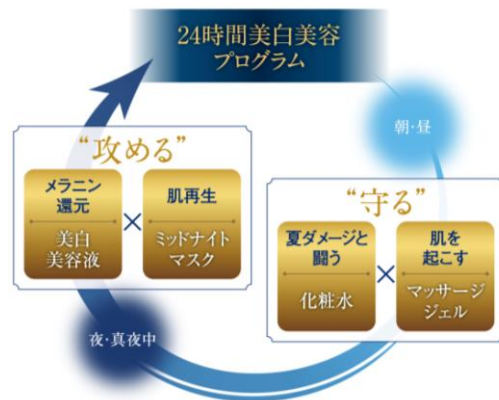 24時間美白美容
プログラム
朝・昼
“攻める”
メラニン
還元
美白
美容液
×
肌再生
ミッドナイト
マスク
“守る”
夏ダメージと
闘う
化粧水
×
肌を
起こす
マッサージ
ジェル
夜・真夜中